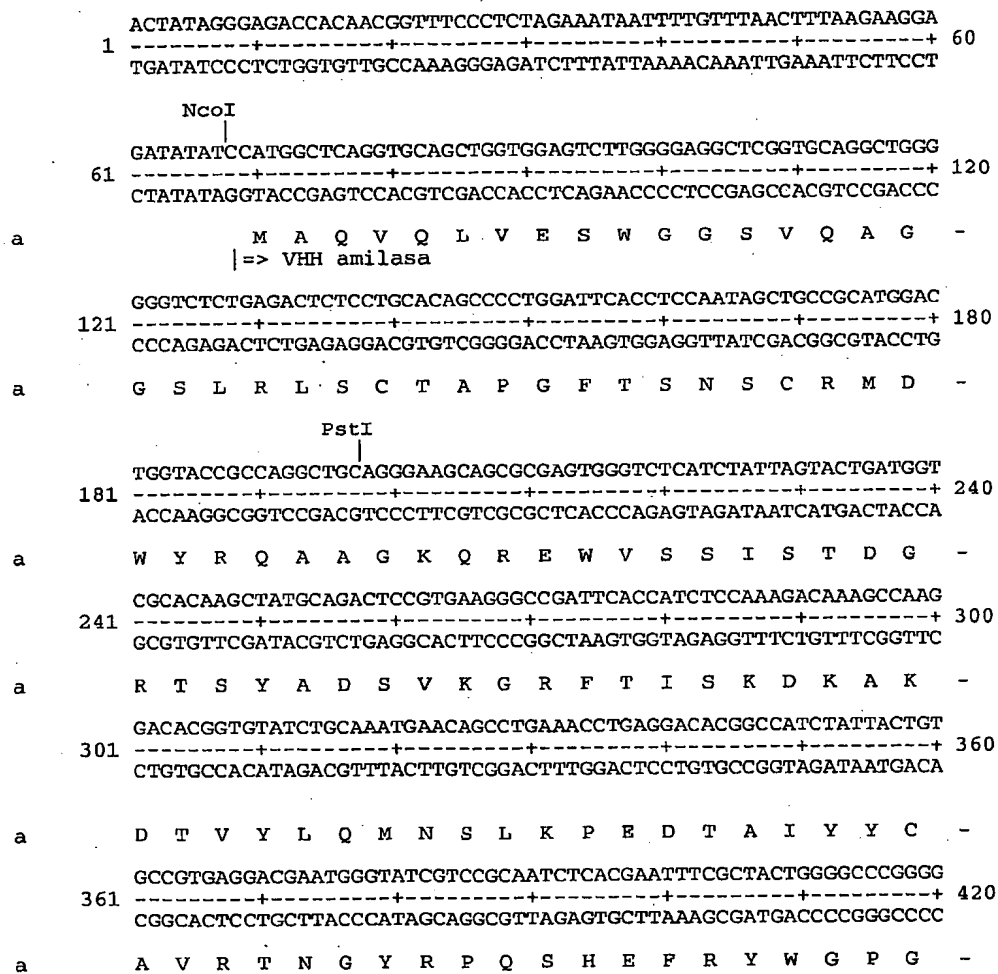 ACTATAGGGAGACCACAACGGTTTCCCTCTAGAAATAATTTTGTTTAACTTTAAGAAGGA
1 ---------+---------+---------+---------+---------+---------+ 60
TGATATCCCTCTGGTGTTGCCAAAGGGAGATCTTTATTAAAACAAATTGAAATTCTTCCT
NcoI
|
GATATATCCATGGCTCAGGTGCAGCTGGTGGAGTCTTGGGGAGGCTCGGTGCAGGCTGGG
61 ---------+---------+---------+---------+---------+---------+ 120
CTATATAGGTACCGAGTCCACGTCGACCACCTCAGAACCCCTCCGAGCCACGTCCGACCC
a M A Q V Q L V E S W G G S V Q A G -
|=> VHH amilasa
GGGTCTCTGAGACTCTCCTGCACAGCCCCTGGATTCACCTCCAATAGCTGCCGCATGGAC
121 ---------+---------+---------+---------+---------+---------+ 180
CCCAGAGACTCTGAGAGGACGTGTCGGGGACCTAAGTGGAGGTTATCGACGGCGTACCTG
a G S L R L S C T A P G F T S N S C R M D -
PstI
|
TGGTACCGCCAGGCTGCAGGGAAGCAGCGCGAGTGGGTCTCATCTATTAGTACTGATGGT
181 ---------+---------+---------+---------+---------+---------+ 240
ACCAAGGCGGTCCGACGTCCCTTCGTCGCGCTCACCCAGAGTAGATAATCATGACTACCA
a W Y R Q A A G K Q R E W V S S I S T D G -
CGCACAAGCTATGCAGACTCCGTGAAGGGCCGATTCACCATCTCCAAAGACAAAGCCAAG
241 ---------+---------+---------+---------+---------+---------+ 300
GCGTGTTCGATACGTCTGAGGCACTTCCCGGCTAAGTGGTAGAGGTTTCTGTTTCGGTTC
a R T S Y A D S V K G R F T I S K D K A K -
GACACGGTGTATCTGCAAATGAACAGCCTGAAACCTGAGGACACGGCCATCTATTACTGT
301 ---------+---------+---------+---------+---------+---------+ 360
CTGTGCCACATAGACGTTTACTTGTCGGACTTTGGACTCCTGTGCCGGTAGATAATGACA
a D T V Y L Q M N S L K P E D T A I Y Y C -
GCCGTGAGGACGAATGGGTATCGTCCGCAATCTCACGAATTTCGCTACTGGGGCCCGGGG
361 ---------+---------+---------+---------+---------+---------+ 420
CGGCACTCCTGCTTACCCATAGCAGGCGTTAGAGTGCTTAAAGCGATGACCCCGGGCCCC
a A V R T N G Y R P Q S H E F R Y W G P G -